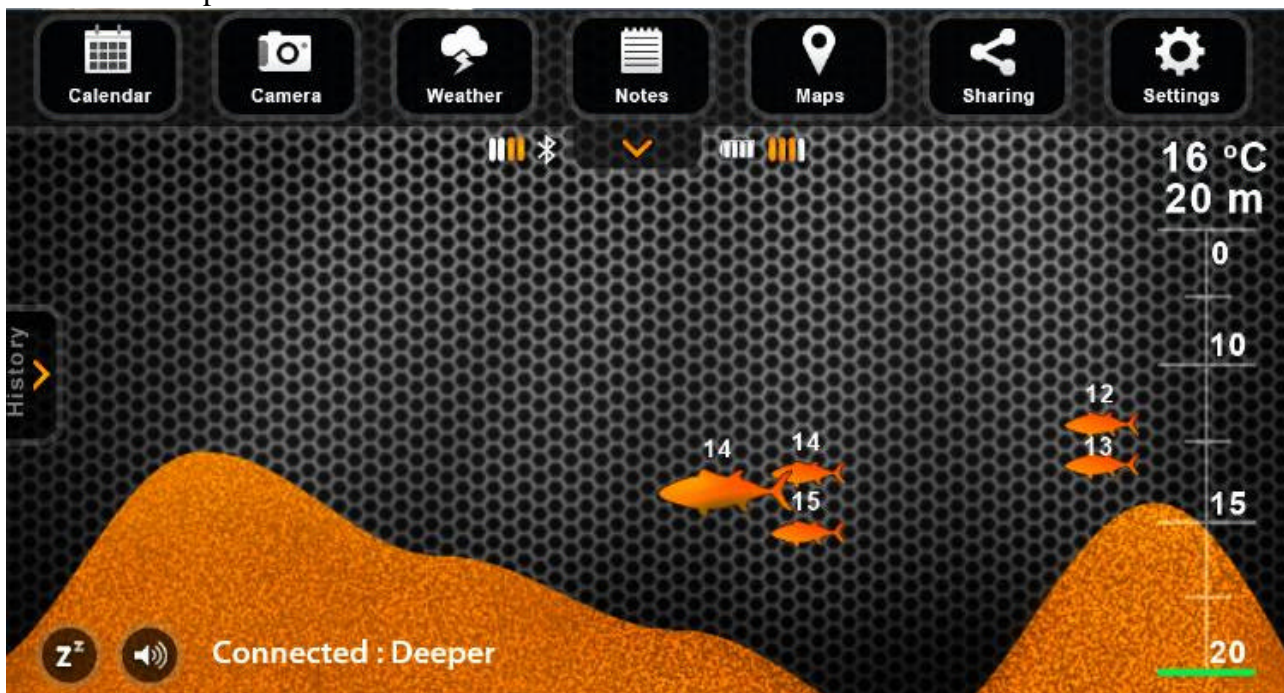 Calendar
Camera
Weather
Notes
Maps
Sharing
Settings
16 °C
20 m
0
10
History
12
14
14
13
15
15
Zz
Connected : Deeper
20